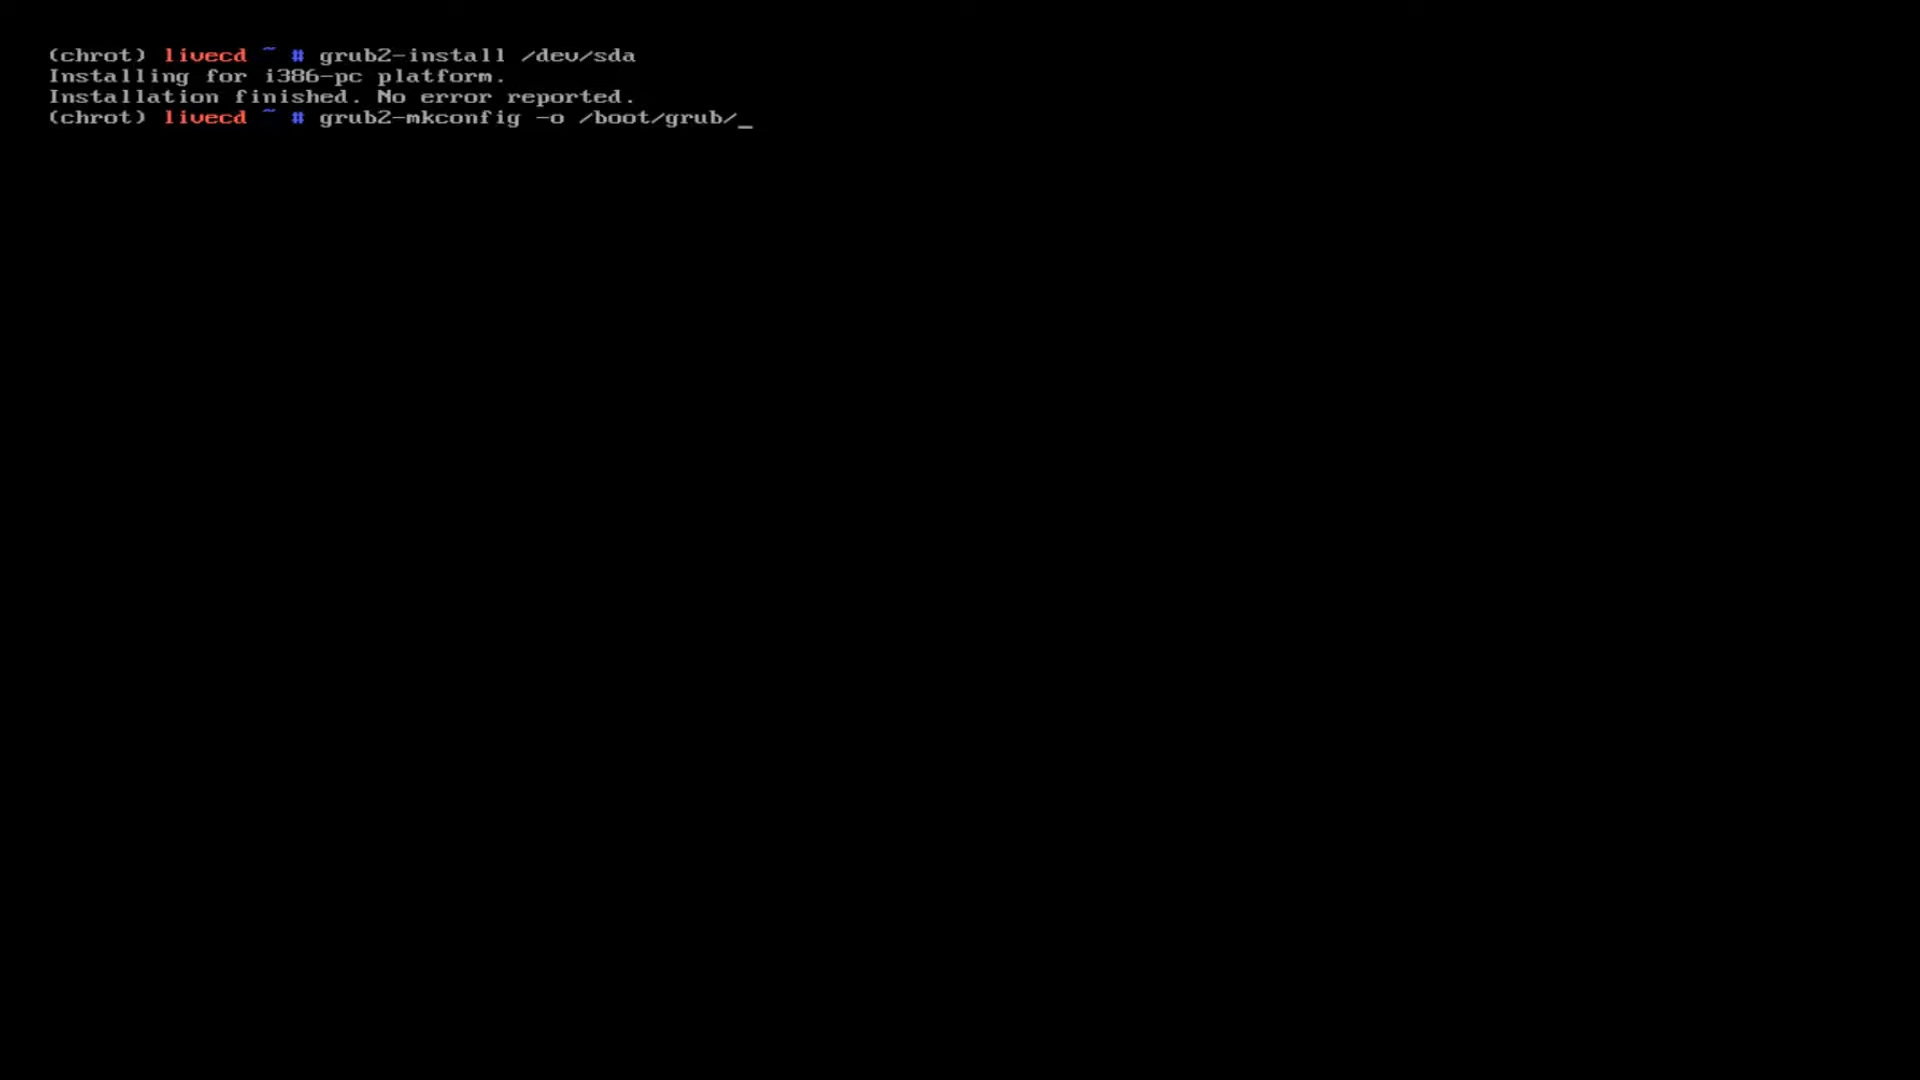 (chrot) livecd ~ # grub2-install /dev/sda
Installing for i386-pc platform.
Installation finished. No error reported.
(chrot) livecd ~ # grub2-mkconfig -o /boot/grub/_